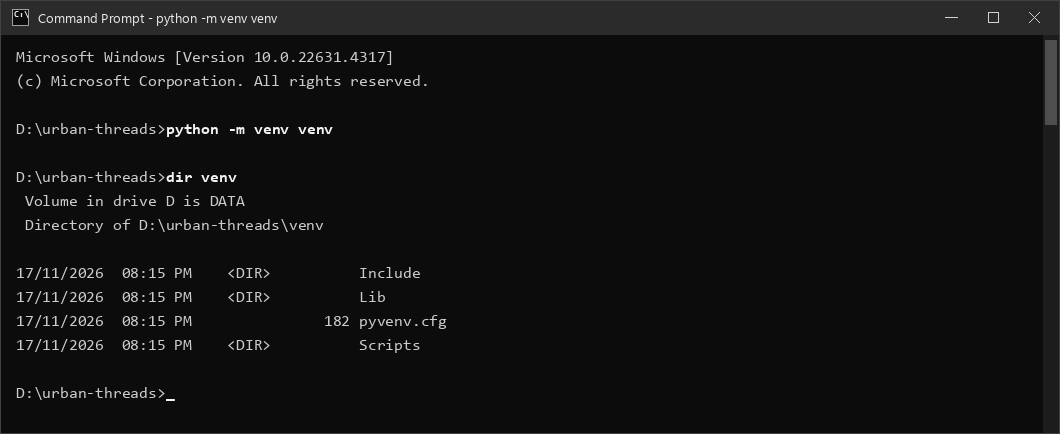 Command Prompt - python -m venv venv
Microsoft Windows [Version 10.0.22631.4317]
(c) Microsoft Corporation. All rights reserved.
D:\urban-threads>python -m venv venv
D:\urban-threads>dir venv
 Volume in drive D is DATA
 Directory of D:\urban-threads\venv
17/11/2026  08:15 PM    <DIR>          Include
17/11/2026  08:15 PM    <DIR>          Lib
17/11/2026  08:15 PM               182 pyvenv.cfg
17/11/2026  08:15 PM    <DIR>          Scripts
D:\urban-threads>_